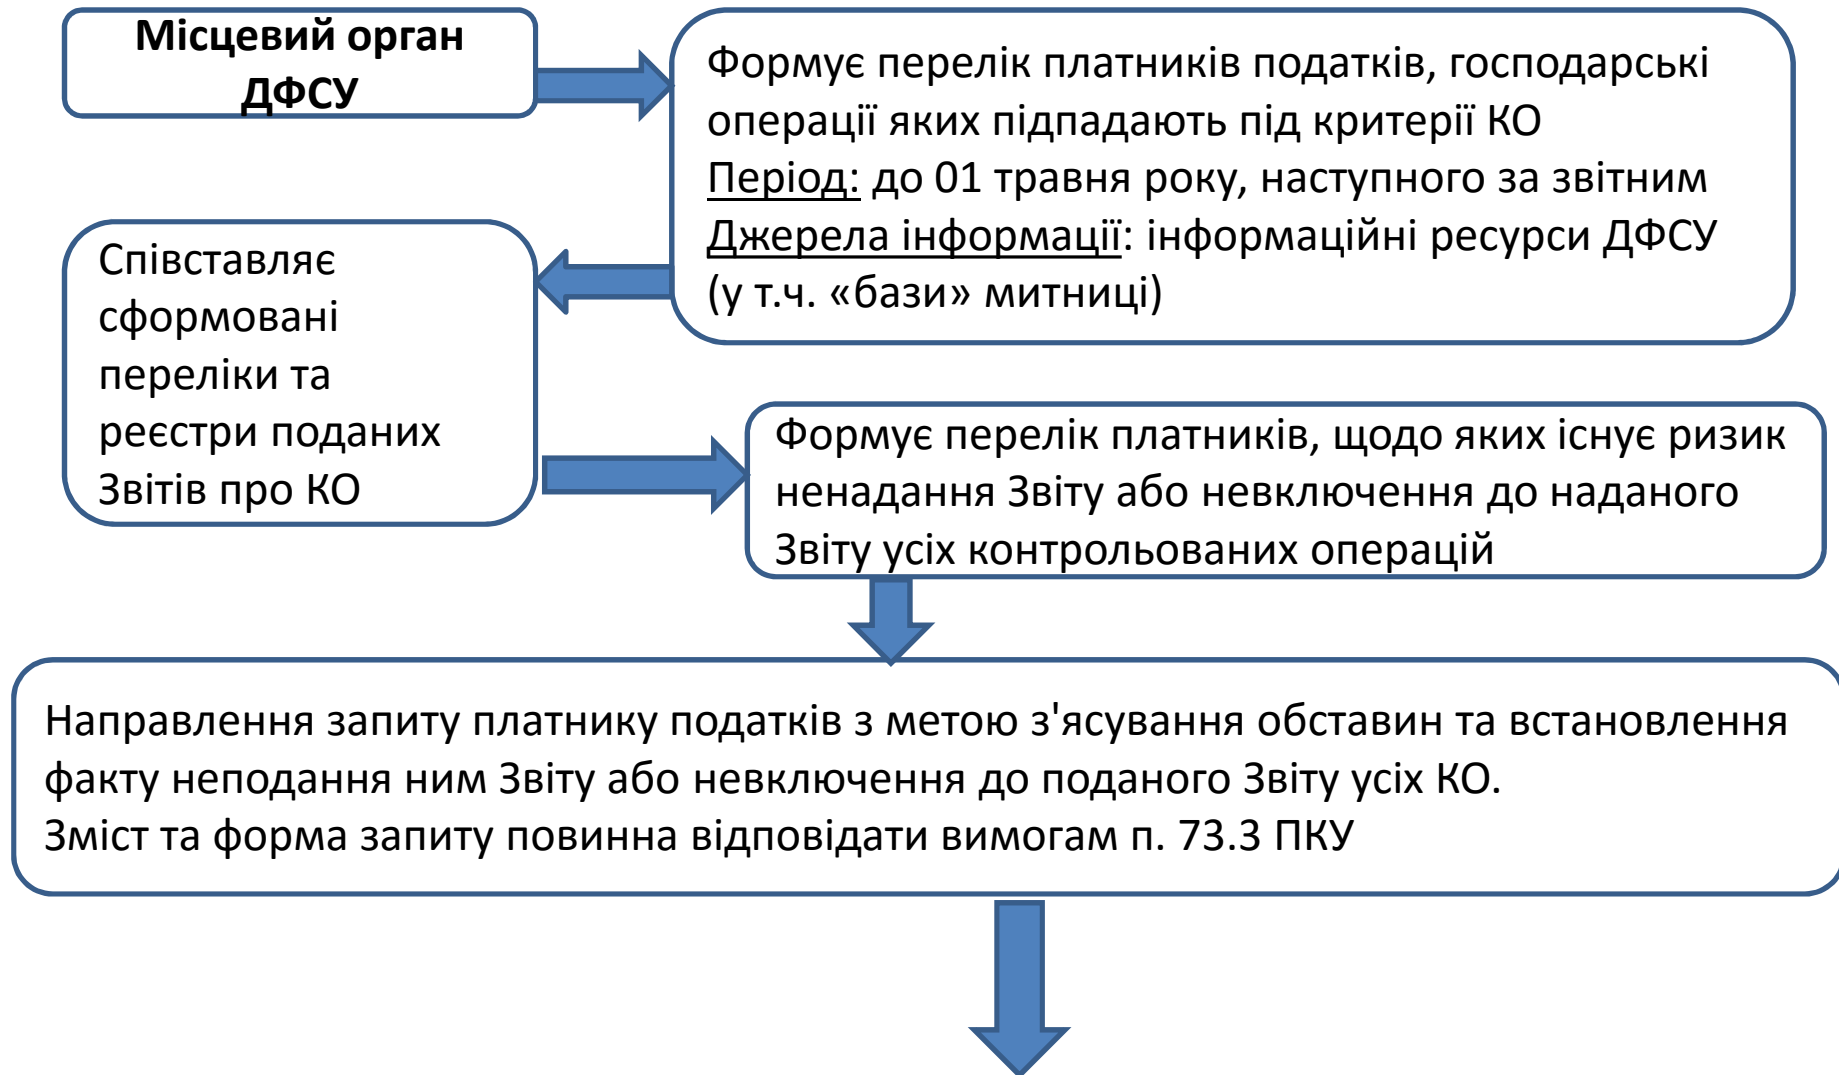 Місцевий орган
ДФСУ
Формує перелік платників податків, господарські
операції яких підпадають під критерії КО
Період: до 01 травня року, наступного за звітним
Джерела інформації: інформаційні ресурси ДФСУ
(у т.ч. «бази» митниці)
Співставляє
сформовані
переліки та
реєстри поданих
Звітів про КО
Формує перелік платників, щодо яких існує ризик
ненадання Звіту або невключення до наданого
Звіту усіх контрольованих операцій
Направлення запиту платнику податків з метою з'ясування обставин та встановлення
факту неподання ним Звіту або невключення до поданого Звіту усіх КО.
Зміст та форма запиту повинна відповідати вимогам п. 73.3 ПКУ